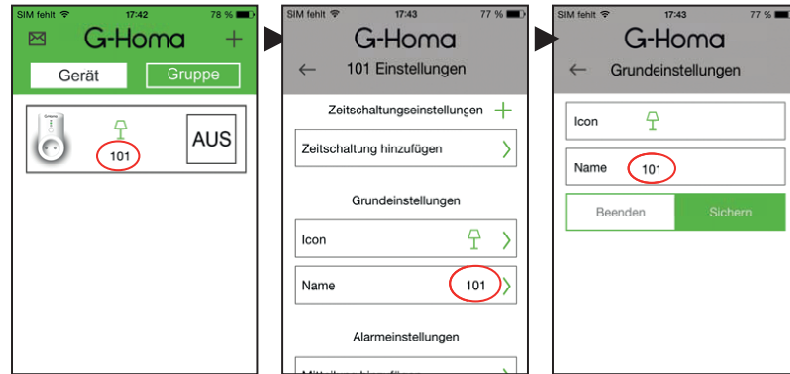 SIM fehlt 17:42 78 %
G-Homa
Gerät Gruppe
101
AUS
SIM fehlt 17:43 77 %
G-Homa
101 Einstellungen
Zeitschaltungseinstellungen
Zeitschaltung hinzufügen
Grundeinstellungen
Icon
Name 101
Alarmeinstellungen
SIM fehlt 17:43 77 %
G-Homa
Grundeinstellungen
Icon
Name 101
Beenden Sichern